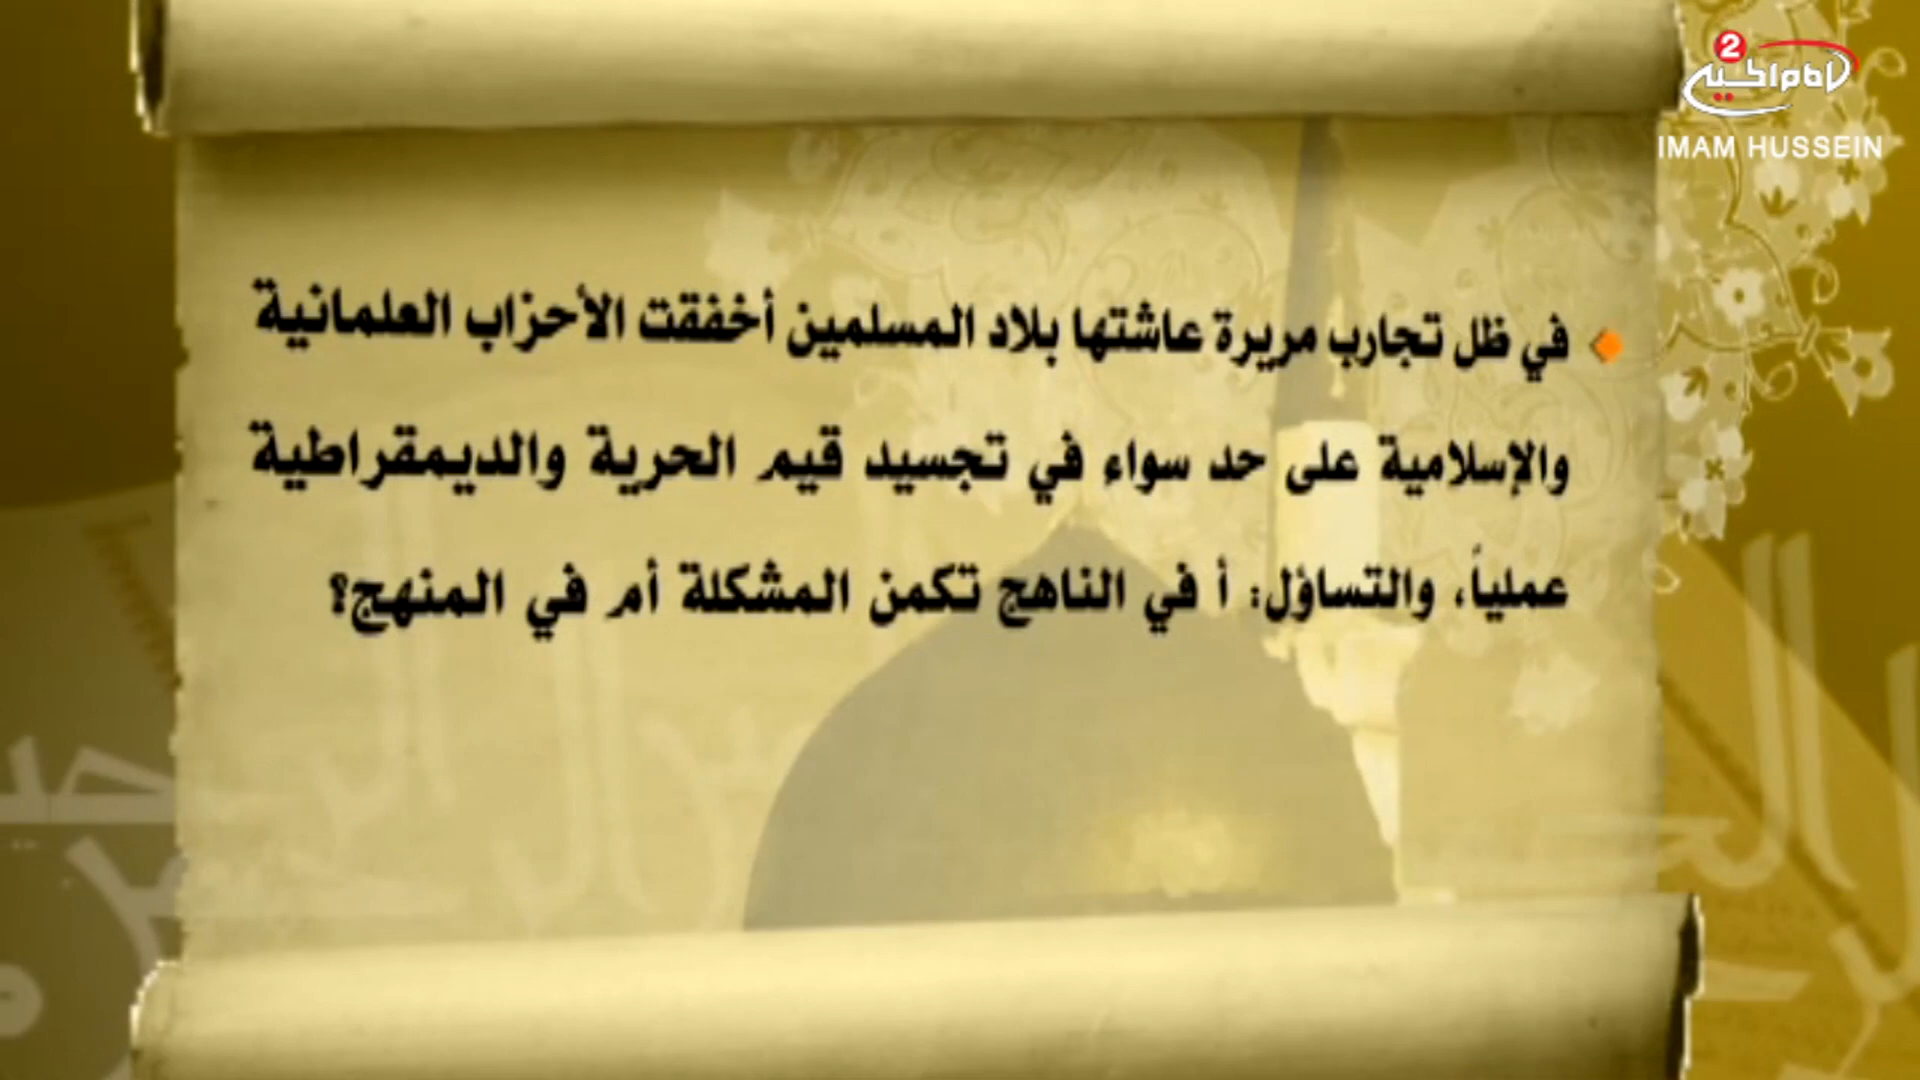 2
IMAM HUSSEIN
في ظل تجارب مريرة عاشتها بلاد المسلمين أخفقت الأحزاب العلمانية
والإسلامية على حد سواء في تجسيد قيم الحرية والديمقراطية
عملياً، والتساؤل: أ في الناهج تكمن المشكلة أم في المنهج؟